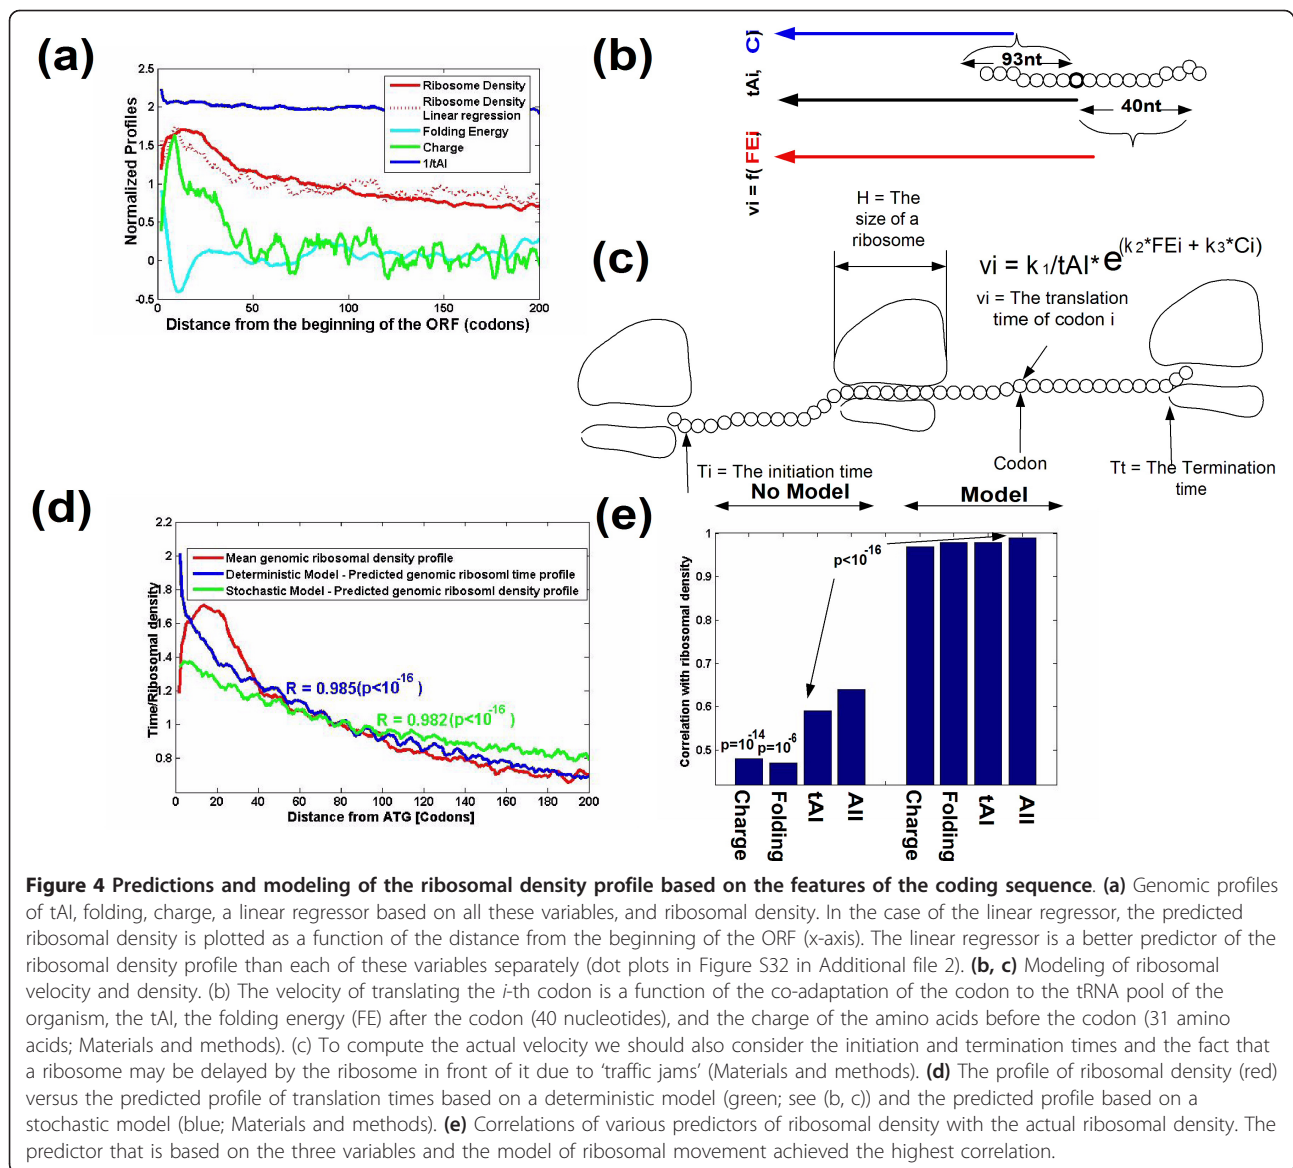 (a)
2.5
2
1.5
1
0.5
0
-0.5
0
50
100
150
200
Normalized Profiles
Distance from the beginning of the ORF (codons)
Ribosome Density
Ribosome Density
Linear regression
Folding Energy
Charge
1/tAI
(b)
vi = f( FEi, tAi, Ci)
93nt
40nt
(c)
H = The
size of a
ribosome
vi = k1/tAI*e(k2*FEi + k3*Ci)
vi = The translation
time of codon i
Ti = The initiation time
Codon
Tt = The Termination
time
(d)
2.2
2
1.8
1.6
1.4
1.2
1
0.8
0
20
40
60
80
100
120
140
160
180
200
Time/Ribosomal density
Distance from ATG [Codons]
Mean genomic ribosomal density profile
Deterministic Model - Predicted genomic ribosoml time profile
Stochastic Model - Predicted genomic ribosoml density profile
R = 0.985(p<10-16)
R = 0.982(p<10-16)
(e)
No Model
Model
1
0.9
0.8
0.7
0.6
0.5
Correlation with ribosomal density
p<10-16
p=10-14
p=10-6
Charge
Folding
tAI
All
Charge
Folding
tAI
All
Figure 4 Predictions and modeling of the ribosomal density profile based on the features of the coding sequence. (a) Genomic profiles
of tAI, folding, charge, a linear regressor based on all these variables, and ribosomal density. In the case of the linear regressor, the predicted
ribosomal density is plotted as a function of the distance from the beginning of the ORF (x-axis). The linear regressor is a better predictor of the
ribosomal density profile than each of these variables separately (dot plots in Figure S32 in Additional file 2). (b, c) Modeling of ribosomal
velocity and density. (b) The velocity of translating the i-th codon is a function of the co-adaptation of the codon to the tRNA pool of the
organism, the tAI, the folding energy (FE) after the codon (40 nucleotides), and the charge of the amino acids before the codon (31 amino
acids; Materials and methods). (c) To compute the actual velocity we should also consider the initiation and termination times and the fact that
a ribosome may be delayed by the ribosome in front of it due to 'traffic jams' (Materials and methods). (d) The profile of ribosomal density (red)
versus the predicted profile of translation times based on a deterministic model (green; see (b, c)) and the predicted profile based on a
stochastic model (blue; Materials and methods). (e) Correlations of various predictors of ribosomal density with the actual ribosomal density. The
predictor that is based on the three variables and the model of ribosomal movement achieved the highest correlation.